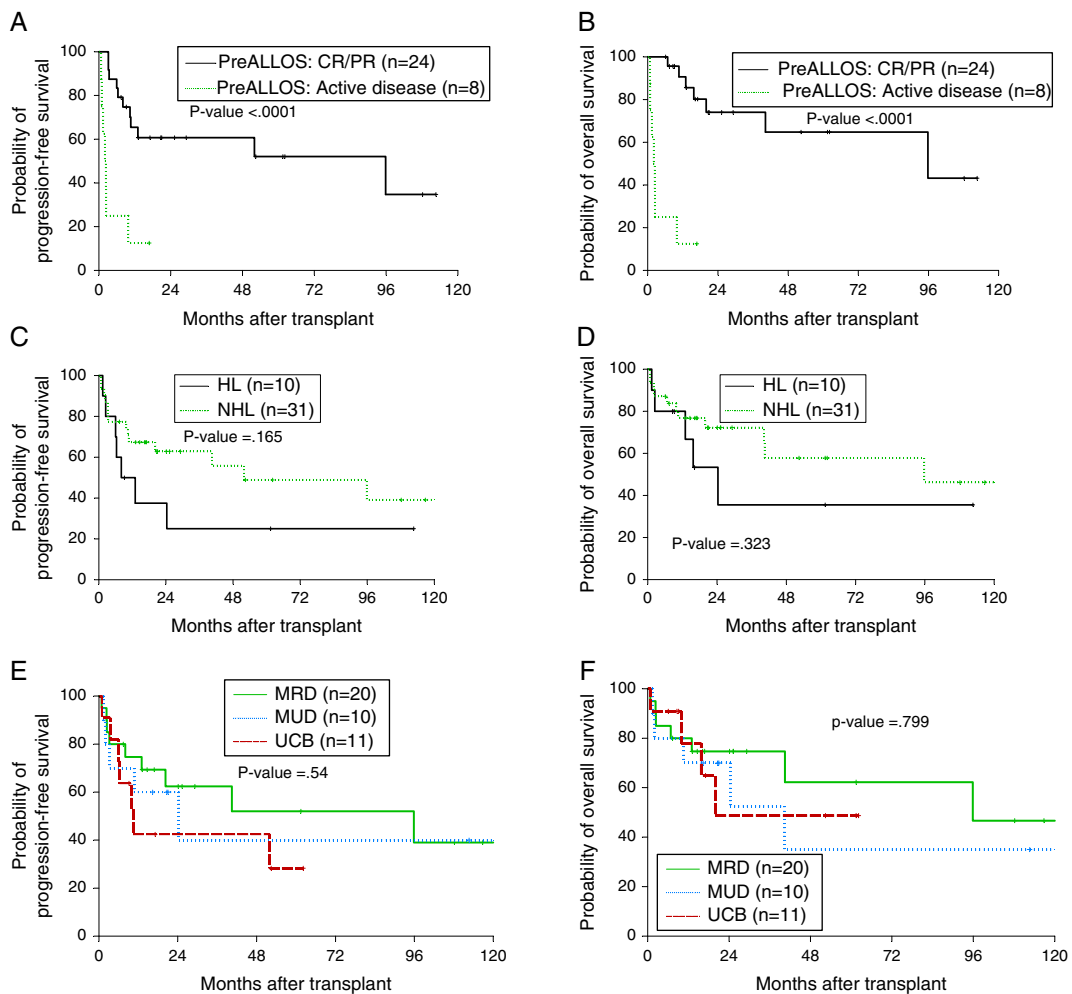 A
Probability of
progression-free survival
100
80
60
40
20
0
PreALLOS: CR/PR (n=24)
PreALLOS: Active disease (n=8)
P-value <.0001
0 24 48 72 96 120
Months after transplant
B
Probability of overall survival
100
80
60
40
20
0
PreALLOS: CR/PR (n=24)
PreALLOS: Active disease (n=8)
P-value <.0001
0 24 48 72 96 120
Months after transplant
C
Probability of
progression-free survival
100
80
60
40
20
0
HL (n=10)
NHL (n=31)
P-value =.165
0 24 48 72 96 120
Months after transplant
D
Probability of overall survival
100
80
60
40
20
0
HL (n=10)
NHL (n=31)
P-value =.323
0 24 48 72 96 120
Months after transplant
E
Probability of
progression-free survival
100
80
60
40
20
0
MRD (n=20)
MUD (n=10)
UCB (n=11)
P-value =.54
0 24 48 72 96 120
Months after transplant
F
Probability of overall survival
100
80
60
40
20
0
p-value =.799
MRD (n=20)
MUD (n=10)
UCB (n=11)
0 24 48 72 96 120
Months after transplant